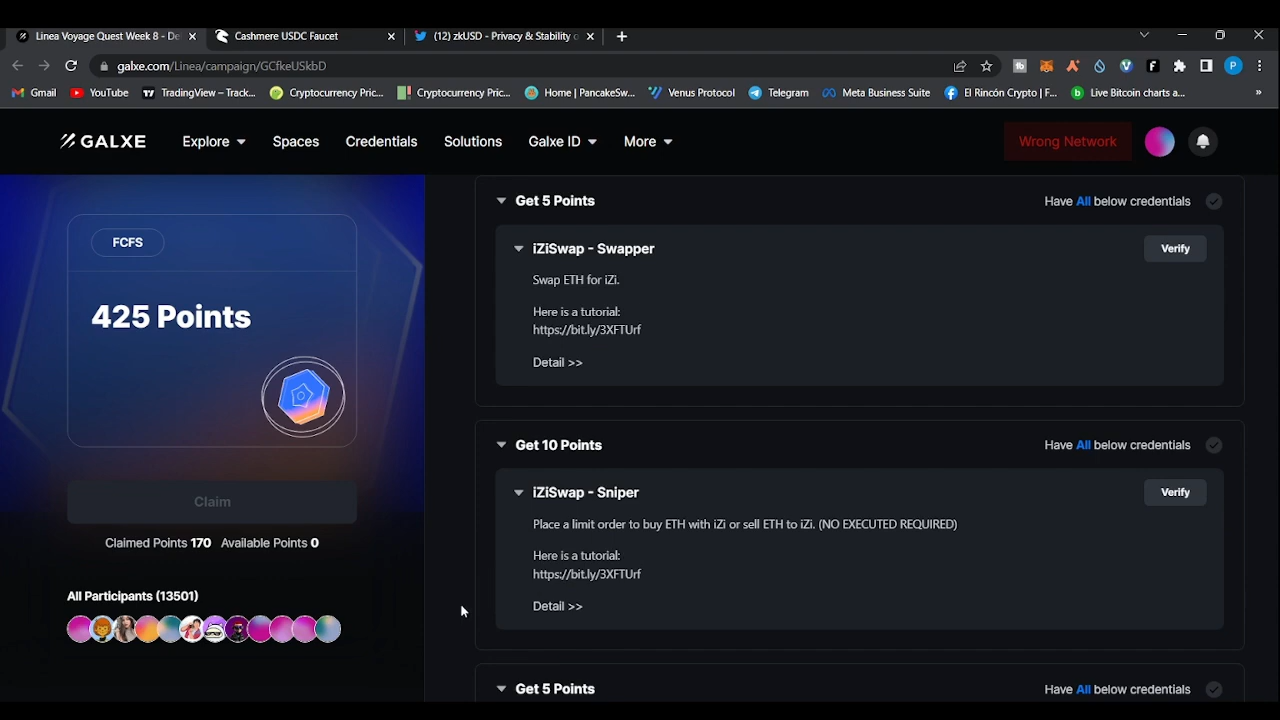 Linea Voyage Quest Week 8 - De
Cashmere USDC Faucet
(12) zkUSD - Privacy & Stability o
galxe.com/Linea/campaign/GCfkeUSkbD
Gmail
YouTube
TradingView – Track...
Cryptocurrency Pric...
Cryptocurrency Pric...
Home | PancakeSw...
Venus Protocol
Telegram
Meta Business Suite
El Rincón Crypto | F...
Live Bitcoin charts a...
»
GALXE
Explore
Spaces
Credentials
Solutions
Galxe ID
More
Wrong Network
FCFS
425 Points
Claim
Claimed Points 170 Available Points 0
All Participants (13501)
Get 5 Points
Have All below credentials
iZiSwap - Swapper
Verify
Swap ETH for iZi.
Here is a tutorial:
https://bit.ly/3XFTUrf
Detail >>
Get 10 Points
Have All below credentials
iZiSwap - Sniper
Verify
Place a limit order to buy ETH with iZi or sell ETH to iZi. (NO EXECUTED REQUIRED)
Here is a tutorial:
https://bit.ly/3XFTUrf
Detail >>
Get 5 Points
Have All below credentials